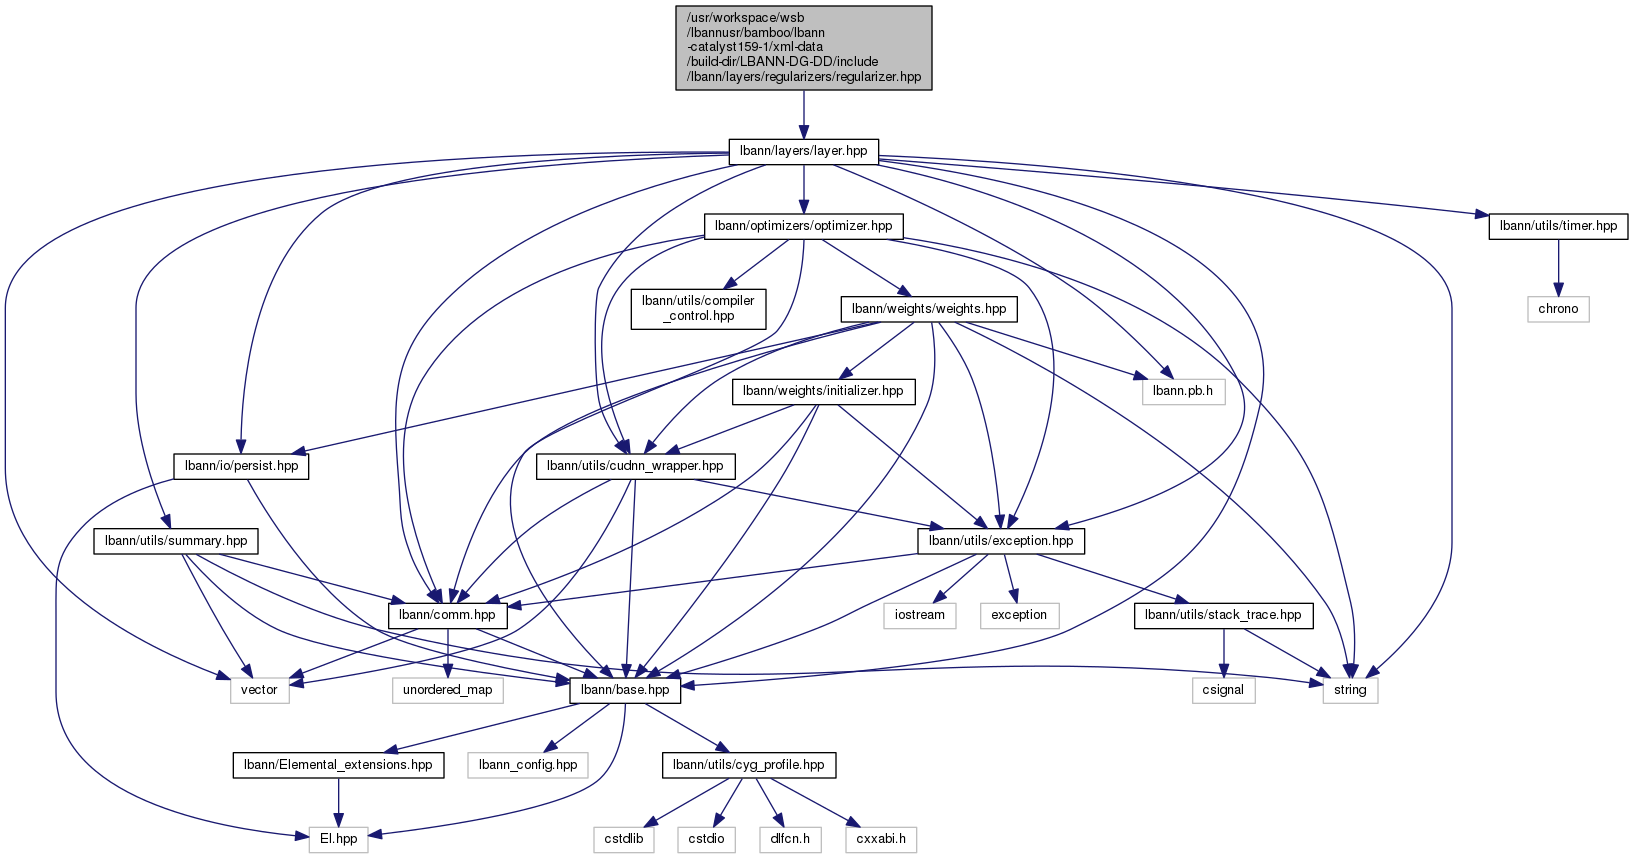 /usr/workspace/wsb
/lbannusr/bamboo/lbann
-catalyst159-1/xml-data
/build-dir/LBANN-DG-DD/include
/lbann/layers/regularizers/regularizer.hpp
lbann/layers/layer.hpp
lbann/optimizers/optimizer.hpp
lbann/utils/timer.hpp
lbann/utils/compiler
_control.hpp
lbann/weights/weights.hpp
chrono
lbann/weights/initializer.hpp
lbann.pb.h
lbann/io/persist.hpp
lbann/utils/cudnn_wrapper.hpp
lbann/utils/summary.hpp
lbann/utils/exception.hpp
lbann/comm.hpp
iostream
exception
lbann/utils/stack_trace.hpp
vector
unordered_map
lbann/base.hpp
csignal
string
lbann/Elemental_extensions.hpp
lbann_config.hpp
lbann/utils/cyg_profile.hpp
El.hpp
cstdlib
cstdio
dlfcn.h
cxxabi.h